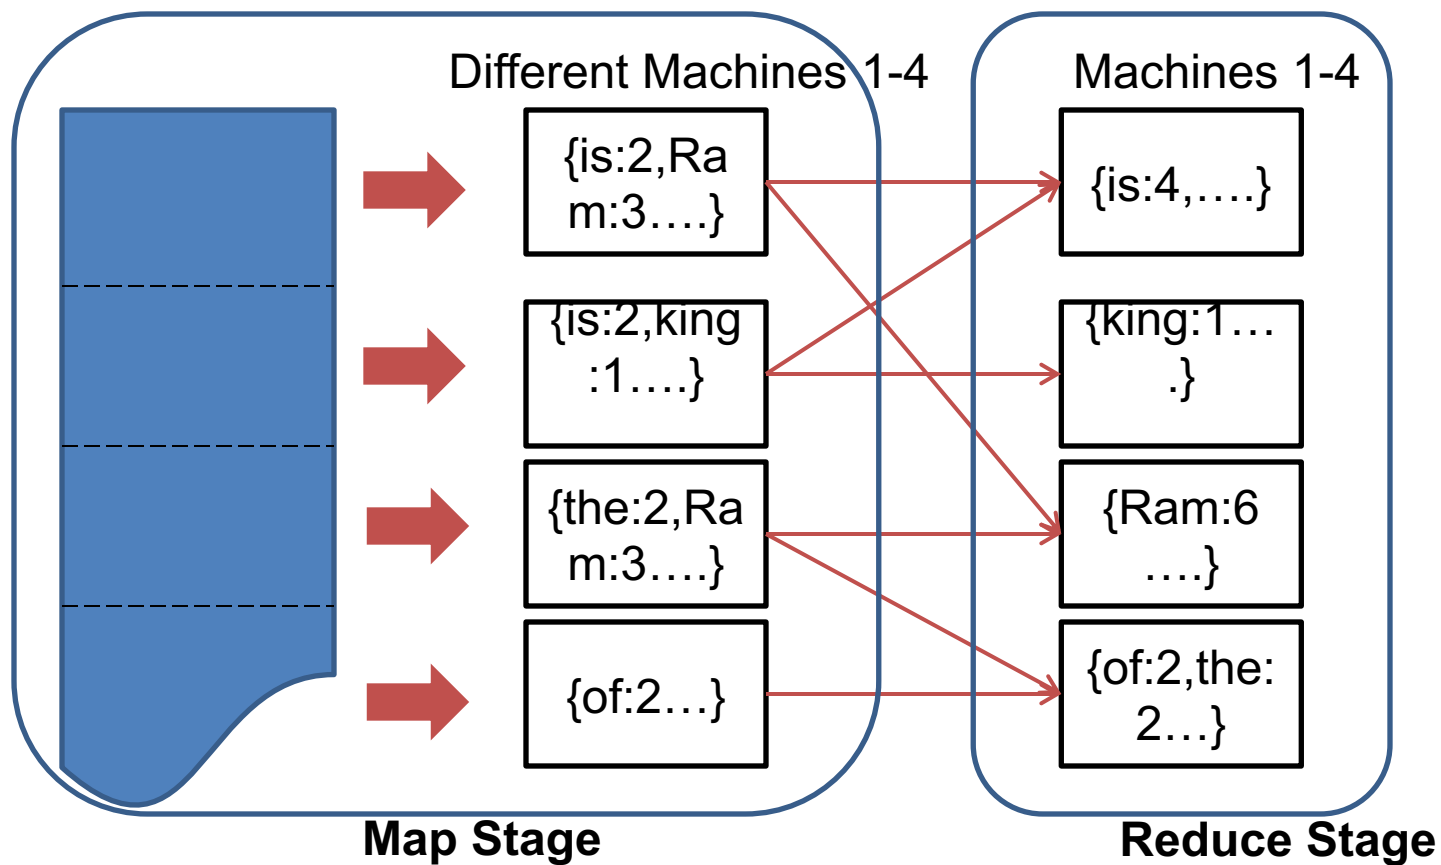 Different Machines 1-4
Machines 1-4
{is:2,Ra
m:3….}
{is:4,….}
{is:2,king
:1….}
{king:1…
.}
{the:2,Ra
m:3….}
{Ram:6
….}
{of:2…}
{of:2,the:
2…}
Map Stage
Reduce Stage